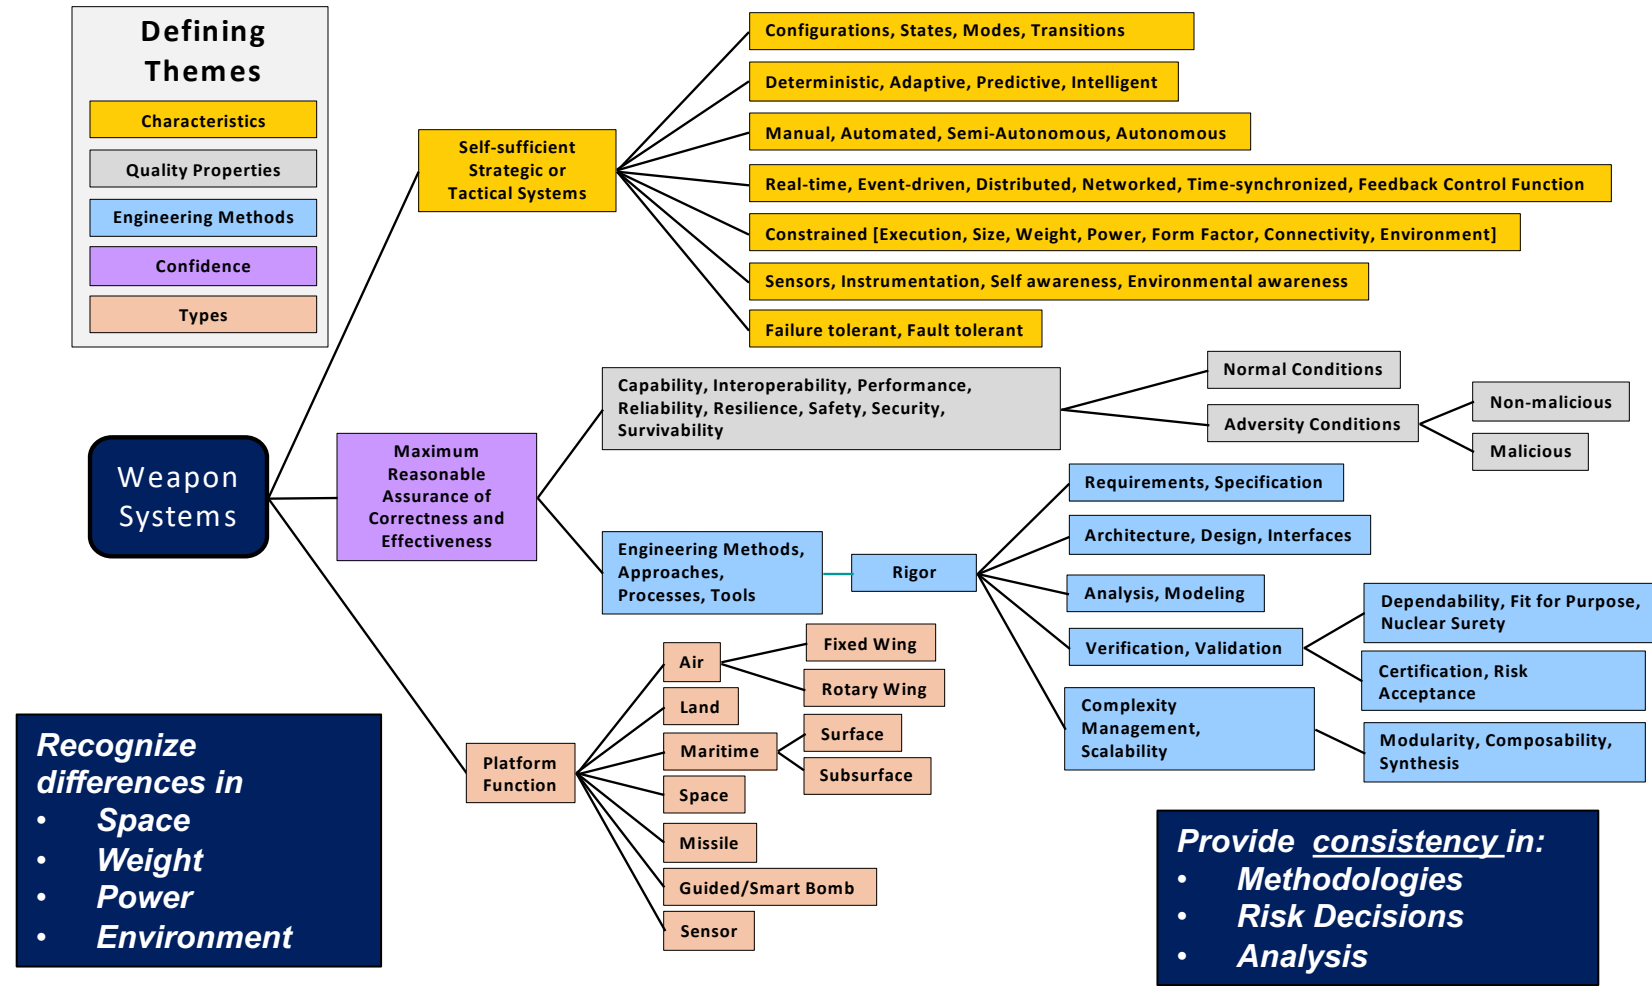 Defining
Themes
Characteristics
Quality Properties
Engineering Methods
Confidence
Types
Weapon
Systems
Self-sufficient
Strategic or
Tactical Systems
Configurations, States, Modes, Transitions
Deterministic, Adaptive, Predictive, Intelligent
Manual, Automated, Semi-Autonomous, Autonomous
Real-time, Event-driven, Distributed, Networked, Time-synchronized, Feedback Control Function
Constrained [Execution, Size, Weight, Power, Form Factor, Connectivity, Environment]
Sensors, Instrumentation, Self awareness, Environmental awareness
Failure tolerant, Fault tolerant
Maximum
Reasonable
Assurance of
Correctness and
Effectiveness
Capability, Interoperability, Performance,
Reliability, Resilience, Safety, Security,
Survivability
Normal Conditions
Adversity Conditions
Non-malicious
Malicious
Engineering Methods,
Approaches,
Processes, Tools
Rigor
Requirements, Specification
Architecture, Design, Interfaces
Analysis, Modeling
Verification, Validation
Dependability, Fit for Purpose,
Nuclear Surety
Certification, Risk
Acceptance
Complexity
Management,
Scalability
Modularity, Composability,
Synthesis
Platform
Function
Air
Fixed Wing
Rotary Wing
Land
Maritime
Surface
Subsurface
Space
Missile
Guided/Smart Bomb
Sensor
Recognize
differences in
• Space
• Weight
• Power
• Environment
Provide consistency in:
• Methodologies
• Risk Decisions
• Analysis